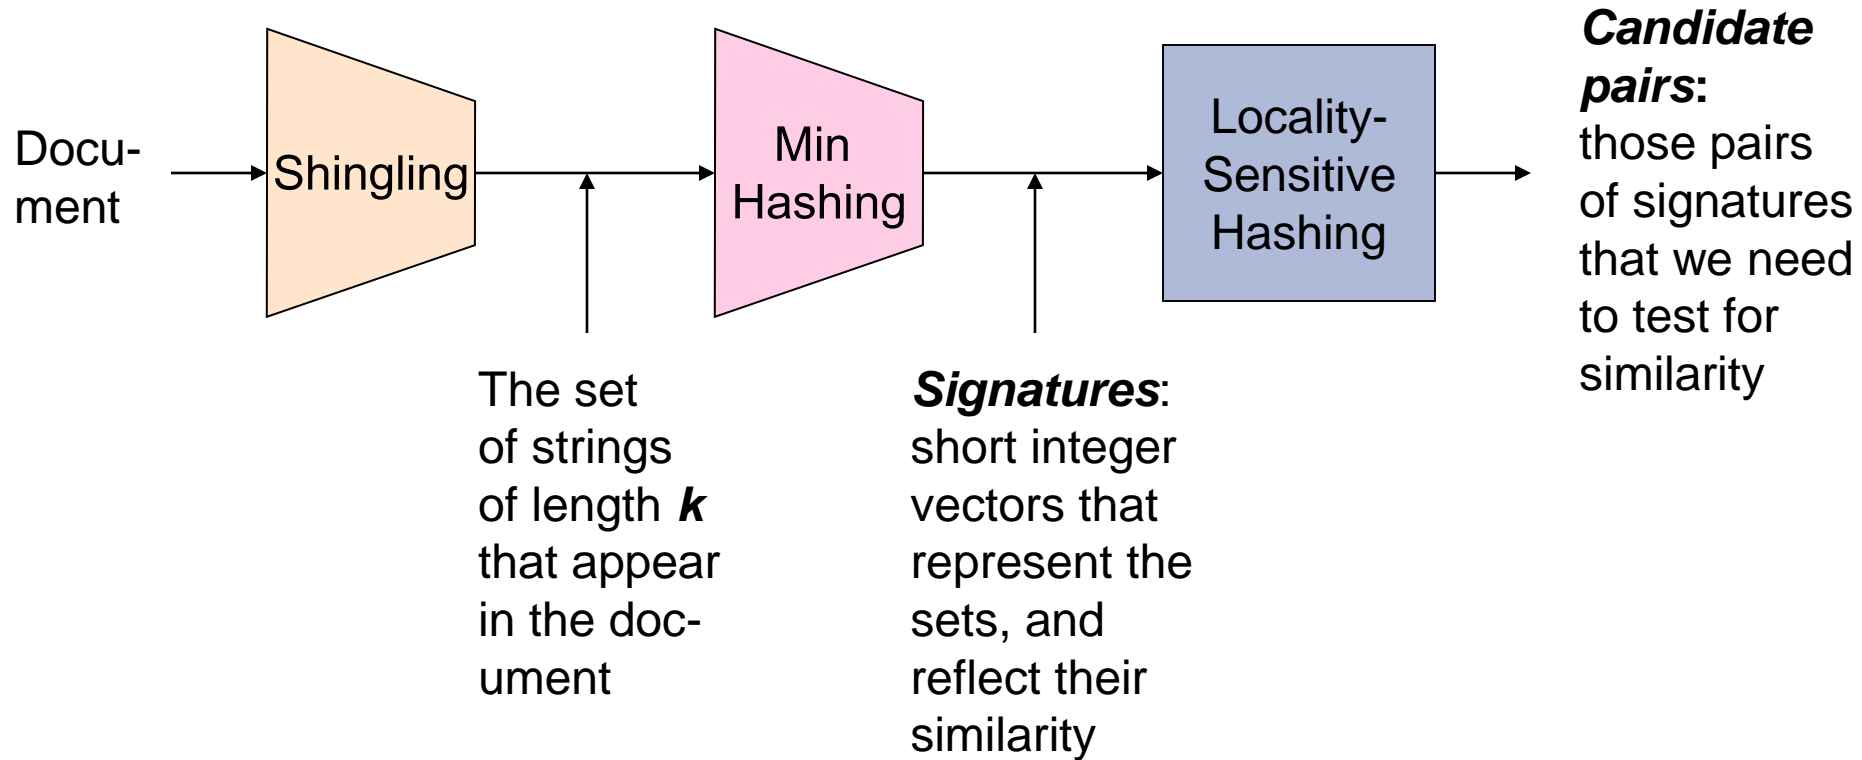 Docu-
ment
Shingling
The set
of strings
of length k
that appear
in the doc-
ument
Min
Hashing
Signatures:
short integer
vectors that
represent the
sets, and
reflect their
similarity
Locality-
Sensitive
Hashing
Candidate
pairs:
those pairs
of signatures
that we need
to test for
similarity